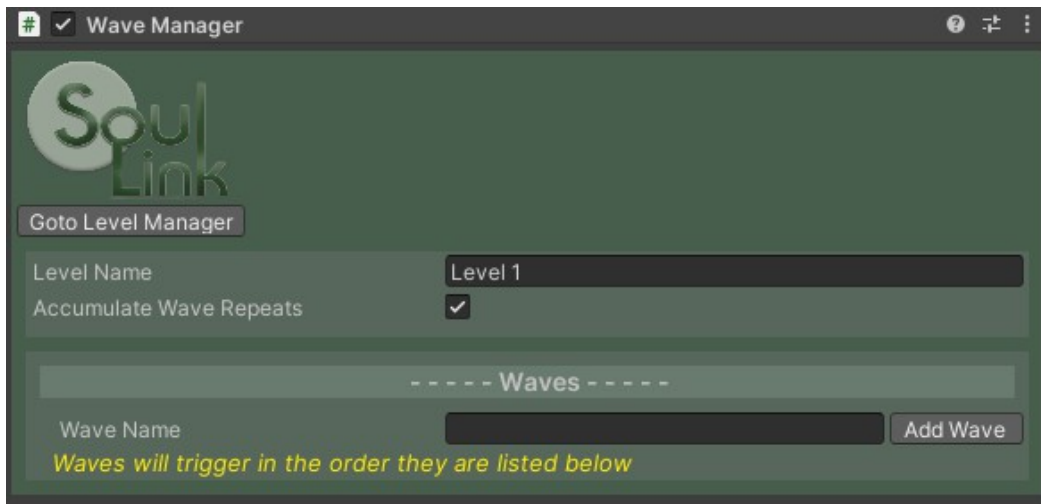 # Wave Manager
Soul
Link
Goto Level Manager
Level Name Level 1
Accumulate Wave Repeats
- - - - - Waves - - - - -
Wave Name Add Wave
Waves will trigger in the order they are listed below